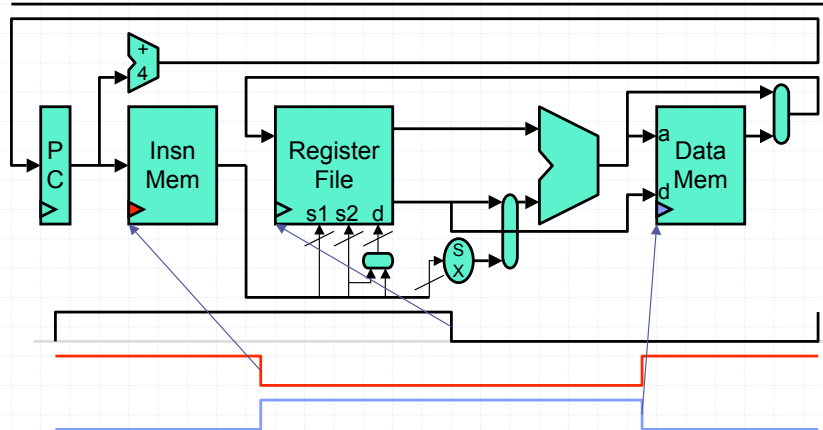 +
4
P
C
Insn
Mem
Register
File
s1 s2 d
a
d
Data
Mem
S
X